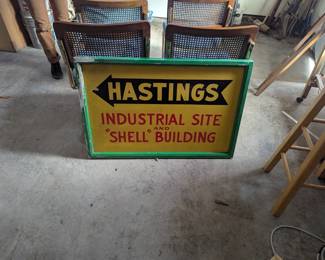 HASTINGS
INDUSTRIAL SITE
AND
"SHELL" BUILDING